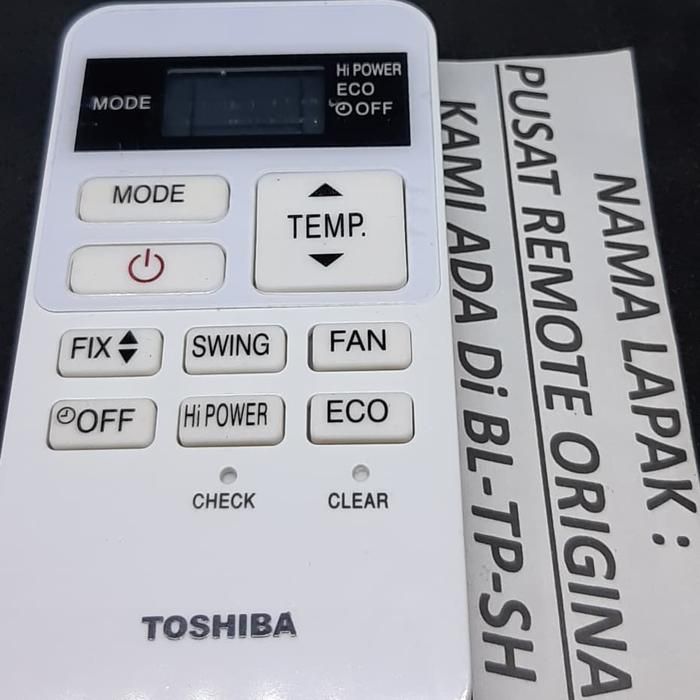 MODE
Hi POWER
ECO
OFF
MODE
TEMP.
FIX
SWING
FAN
OFF
Hi POWER
ECO
CHECK
CLEAR
TOSHIBA
NAMA LAPAK :
PUSAT REMOTE ORIGINA
KAMI ADA Di BL-TP-SH